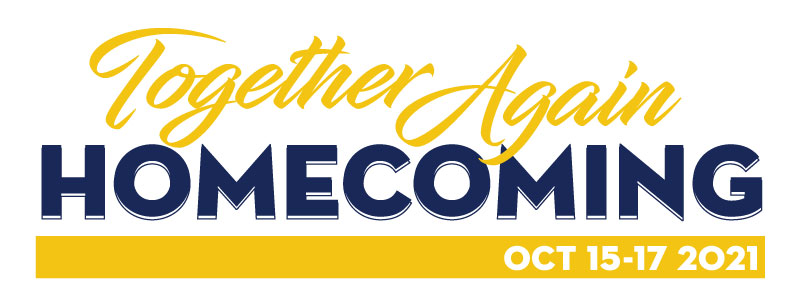 Together Again
HOMECOMING
OCT 15-17 2021